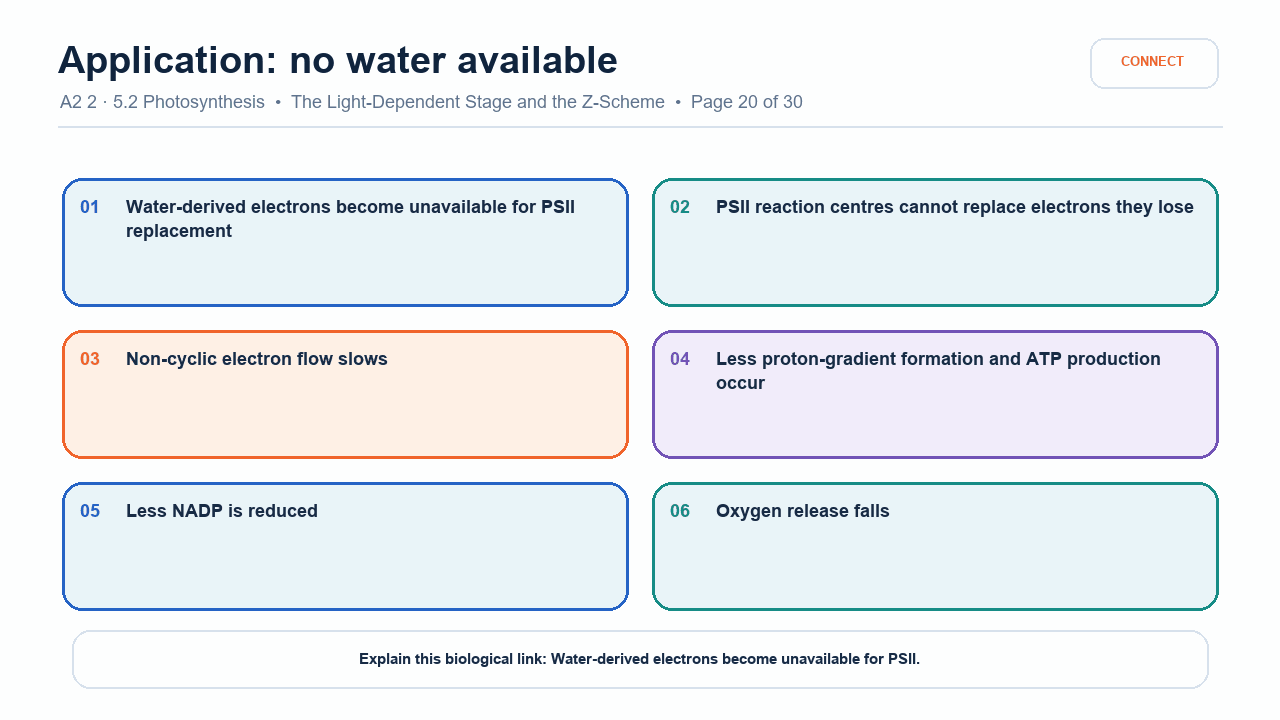 Application: no water available
CONNECT
A2 2 · 5.2 Photosynthesis • The Light-Dependent Stage and the Z-Scheme • Page 20 of 30
01 Water-derived electrons become unavailable for PSII
replacement
02 PSII reaction centres cannot replace electrons they lose
03 Non-cyclic electron flow slows
04 Less proton-gradient formation and ATP production
occur
05 Less NADP is reduced
06 Oxygen release falls
Explain this biological link: Water-derived electrons become unavailable for PSII.